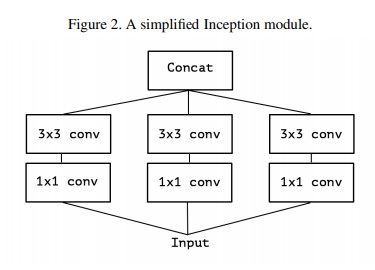 Figure 2. A simplified Inception module.
Concat
3x3 conv 3x3 conv 3x3 conv
1x1 conv 1x1 conv 1x1 conv
Input